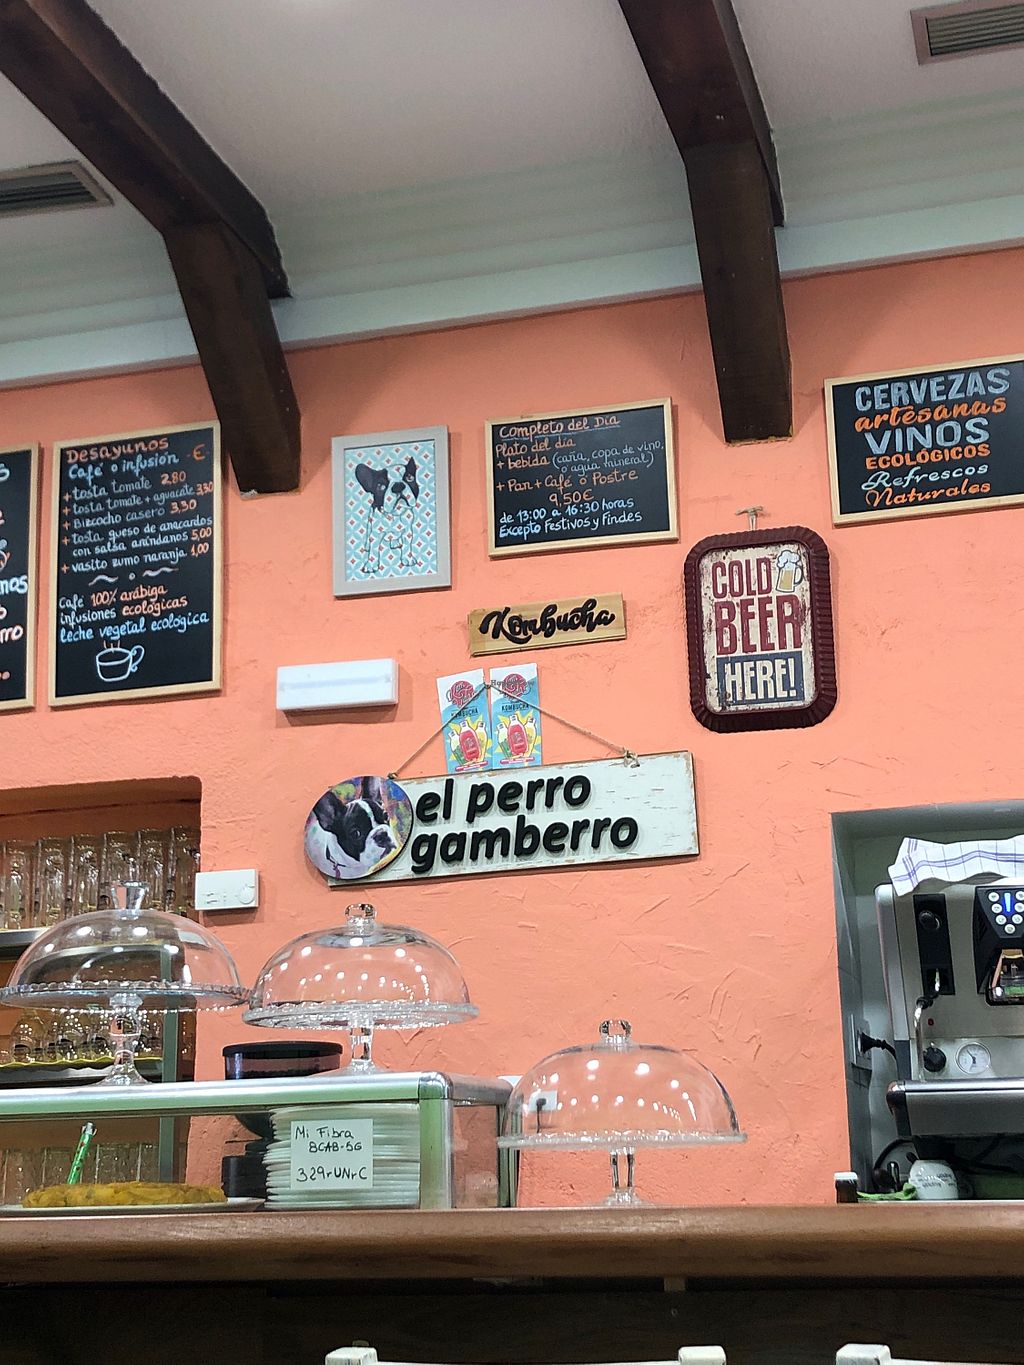 Desayunos
Café o infusión -€-
+ tosta tomate 2,80
+ tosta tomate + aguacate 3,30
+ Bizcocho casero 3,30
+ tosta queso de anacardos
con salsa arándanos 5,00
+ vasito zumo naranja 1,00
Café 100% arábiga
infusiones ecológicas
leche vegetal ecológica
Completo del Día
Plato del día
+ bebida (caña, copa de vino,
o agua mineral)
+ Pan + Café o Postre
9,50€
de 13:00 a 16:30 horas
Excepto Festivos y Findes
CERVEZAS
artesanas
VINOS
ECOLÓGICOS
Refrescos
Naturales
Kombucha
COLD
BEER
HERE!
KOMBUCHA
KOMBUCHA
el perro
gamberro
Mi Fibra
8CAB-5G
329rUNrC